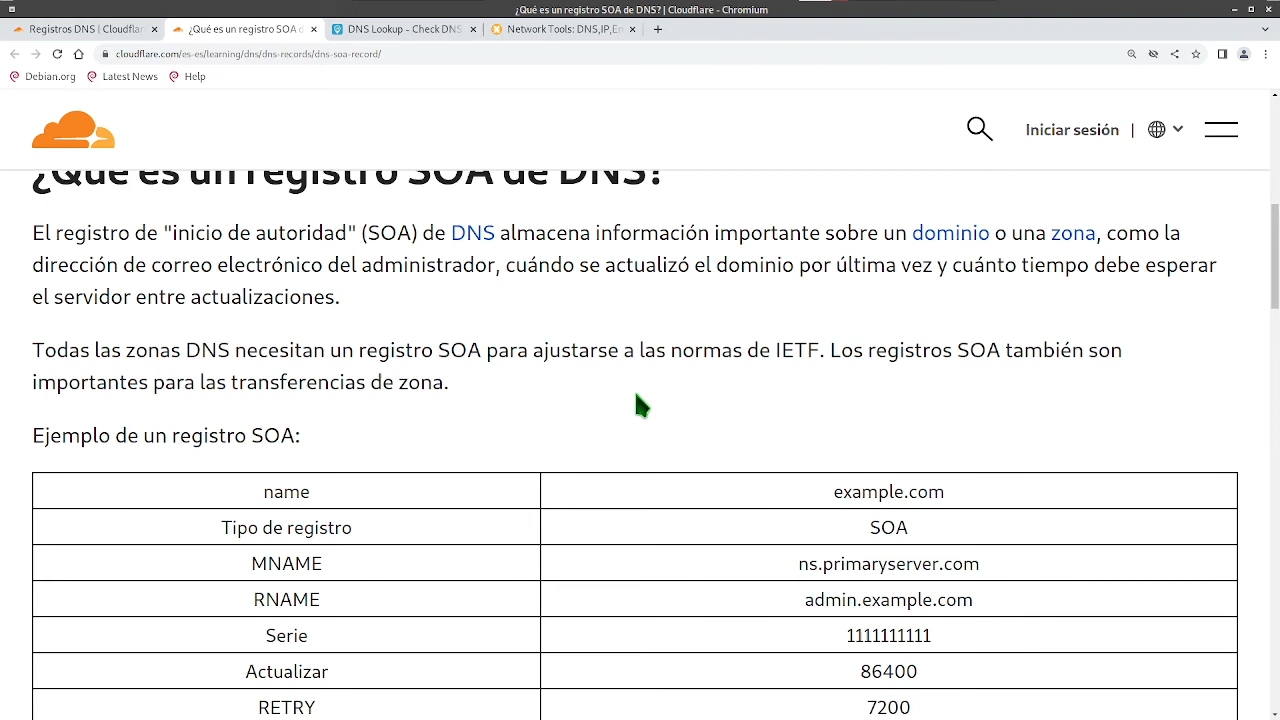 ¿Qué es un registro SOA de DNS? | Cloudflare - Chromium
Registros DNS | Cloudflar
¿Qué es un registro SOA d
DNS Lookup - Check DNS
Network Tools: DNS,IP,Em
cloudflare.com/es-es/learning/dns/dns-records/dns-soa-record/
Debian.org
Latest News
Help
Iniciar sesión |
¿Qué es un registro SOA de DNS?
El registro de "inicio de autoridad" (SOA) de DNS almacena información importante sobre un dominio o una zona, como la
dirección de correo electrónico del administrador, cuándo se actualizó el dominio por última vez y cuánto tiempo debe esperar
el servidor entre actualizaciones.
Todas las zonas DNS necesitan un registro SOA para ajustarse a las normas de IETF. Los registros SOA también son
importantes para las transferencias de zona.
Ejemplo de un registro SOA:
name example.com
Tipo de registro SOA
MNAME ns.primaryserver.com
RNAME admin.example.com
Serie 1111111111
Actualizar 86400
RETRY 7200